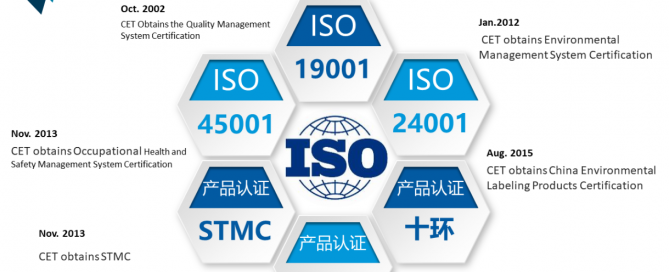 Oct. 2002
CET Obtains the Quality Management
System Certification
ISO
19001
Jan.2012
CET obtains Environmental
Management System Certification
ISO
45001
ISO
24001
Nov. 2013
CET obtains Occupational Health and
Safety Management System Certification
ISO
Aug. 2015
CET obtains China Environmental
Labeling Products Certification
产品认证
STMC
产品认证
十环
Nov. 2013
CET obtains STMC
产品认证